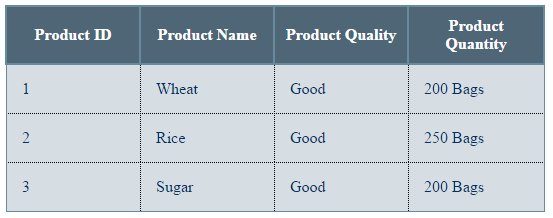 Product ID Product Name Product Quality Product Quantity
1 Wheat Good 200 Bags
2 Rice Good 250 Bags
3 Sugar Good 200 Bags